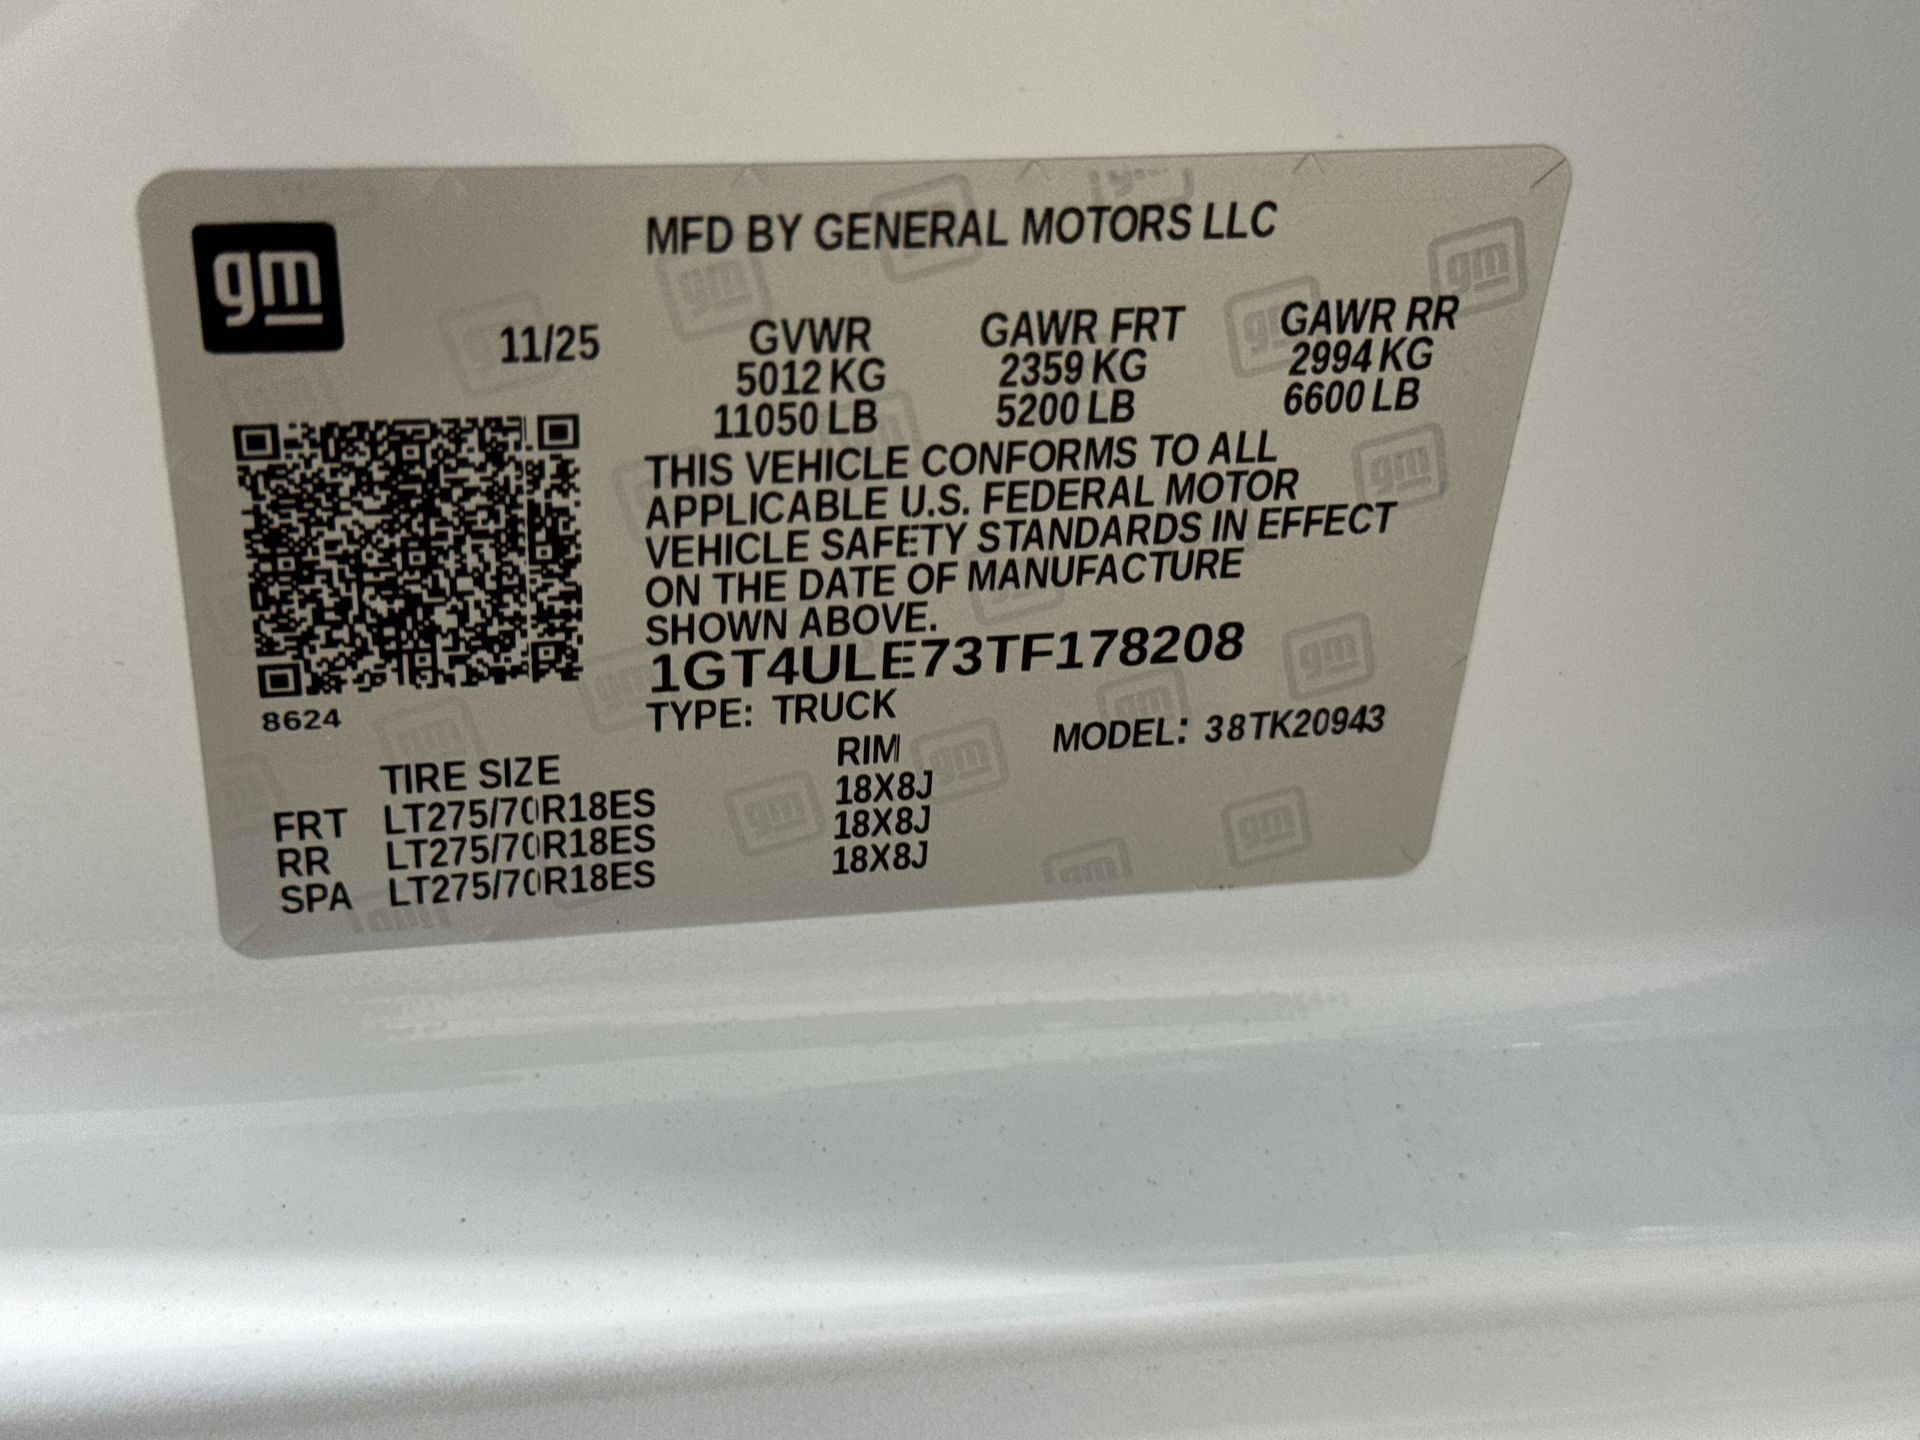 gm
MFD BY GENERAL MOTORS LLC
11/25 GVWR GAWR FRT GAWR RR
5012 KG 2359 KG 2994 KG
11050 LB 5200 LB 6600 LB
THIS VEHICLE CONFORMS TO ALL
APPLICABLE U.S. FEDERAL MOTOR
VEHICLE SAFETY STANDARDS IN EFFECT
ON THE DATE OF MANUFACTURE
SHOWN ABOVE.
1GT4ULE73TF178208
8624
TYPE: TRUCK
MODEL: 38TK20943
TIRE SIZE RIM
FRT LT275/70R18ES 18X8J
RR LT275/70R18ES 18X8J
SPA LT275/70R18ES 18X8J